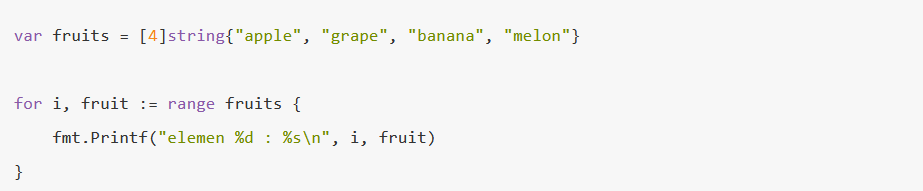 var fruits = [4]string{"apple", "grape", "banana", "melon"}
for i, fruit := range fruits {
    fmt.Printf("elemen %d : %s\n", i, fruit)
}